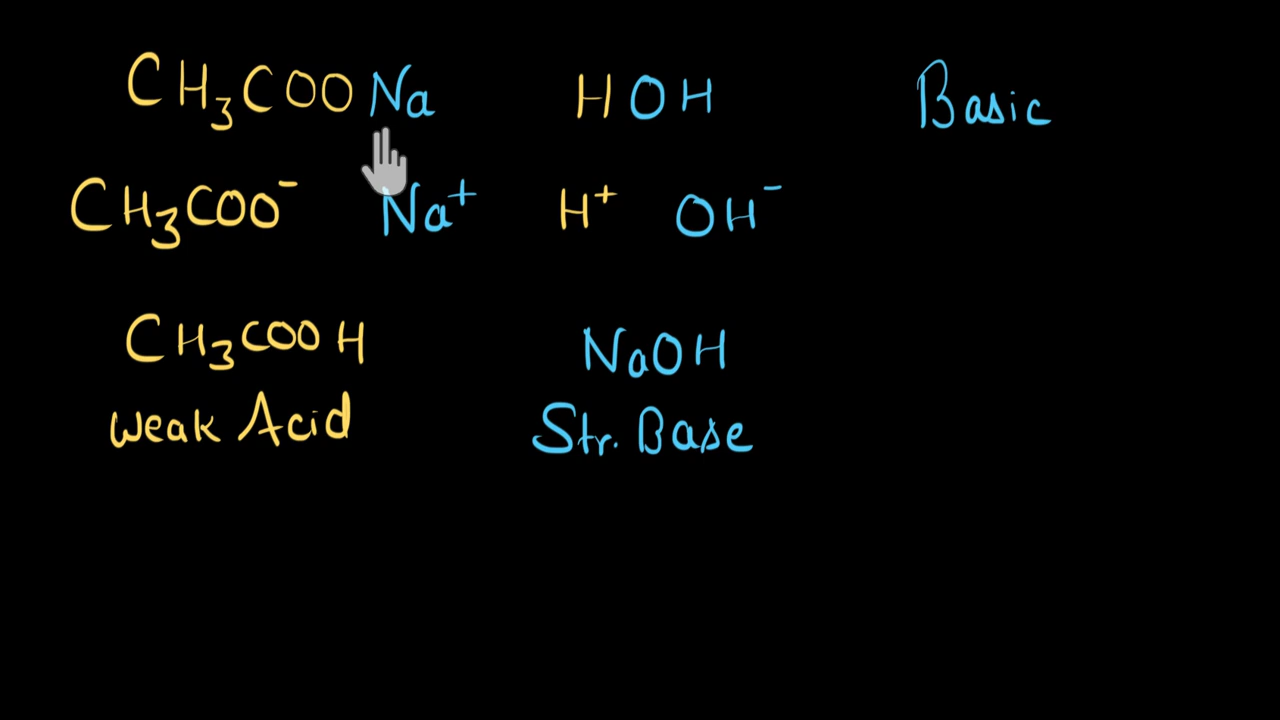 CH₃COONa HOH Basic
CH₃COO⁻ Na⁺ H⁺ OH⁻
CH₃COOH NaOH
Weak Acid Str. Base